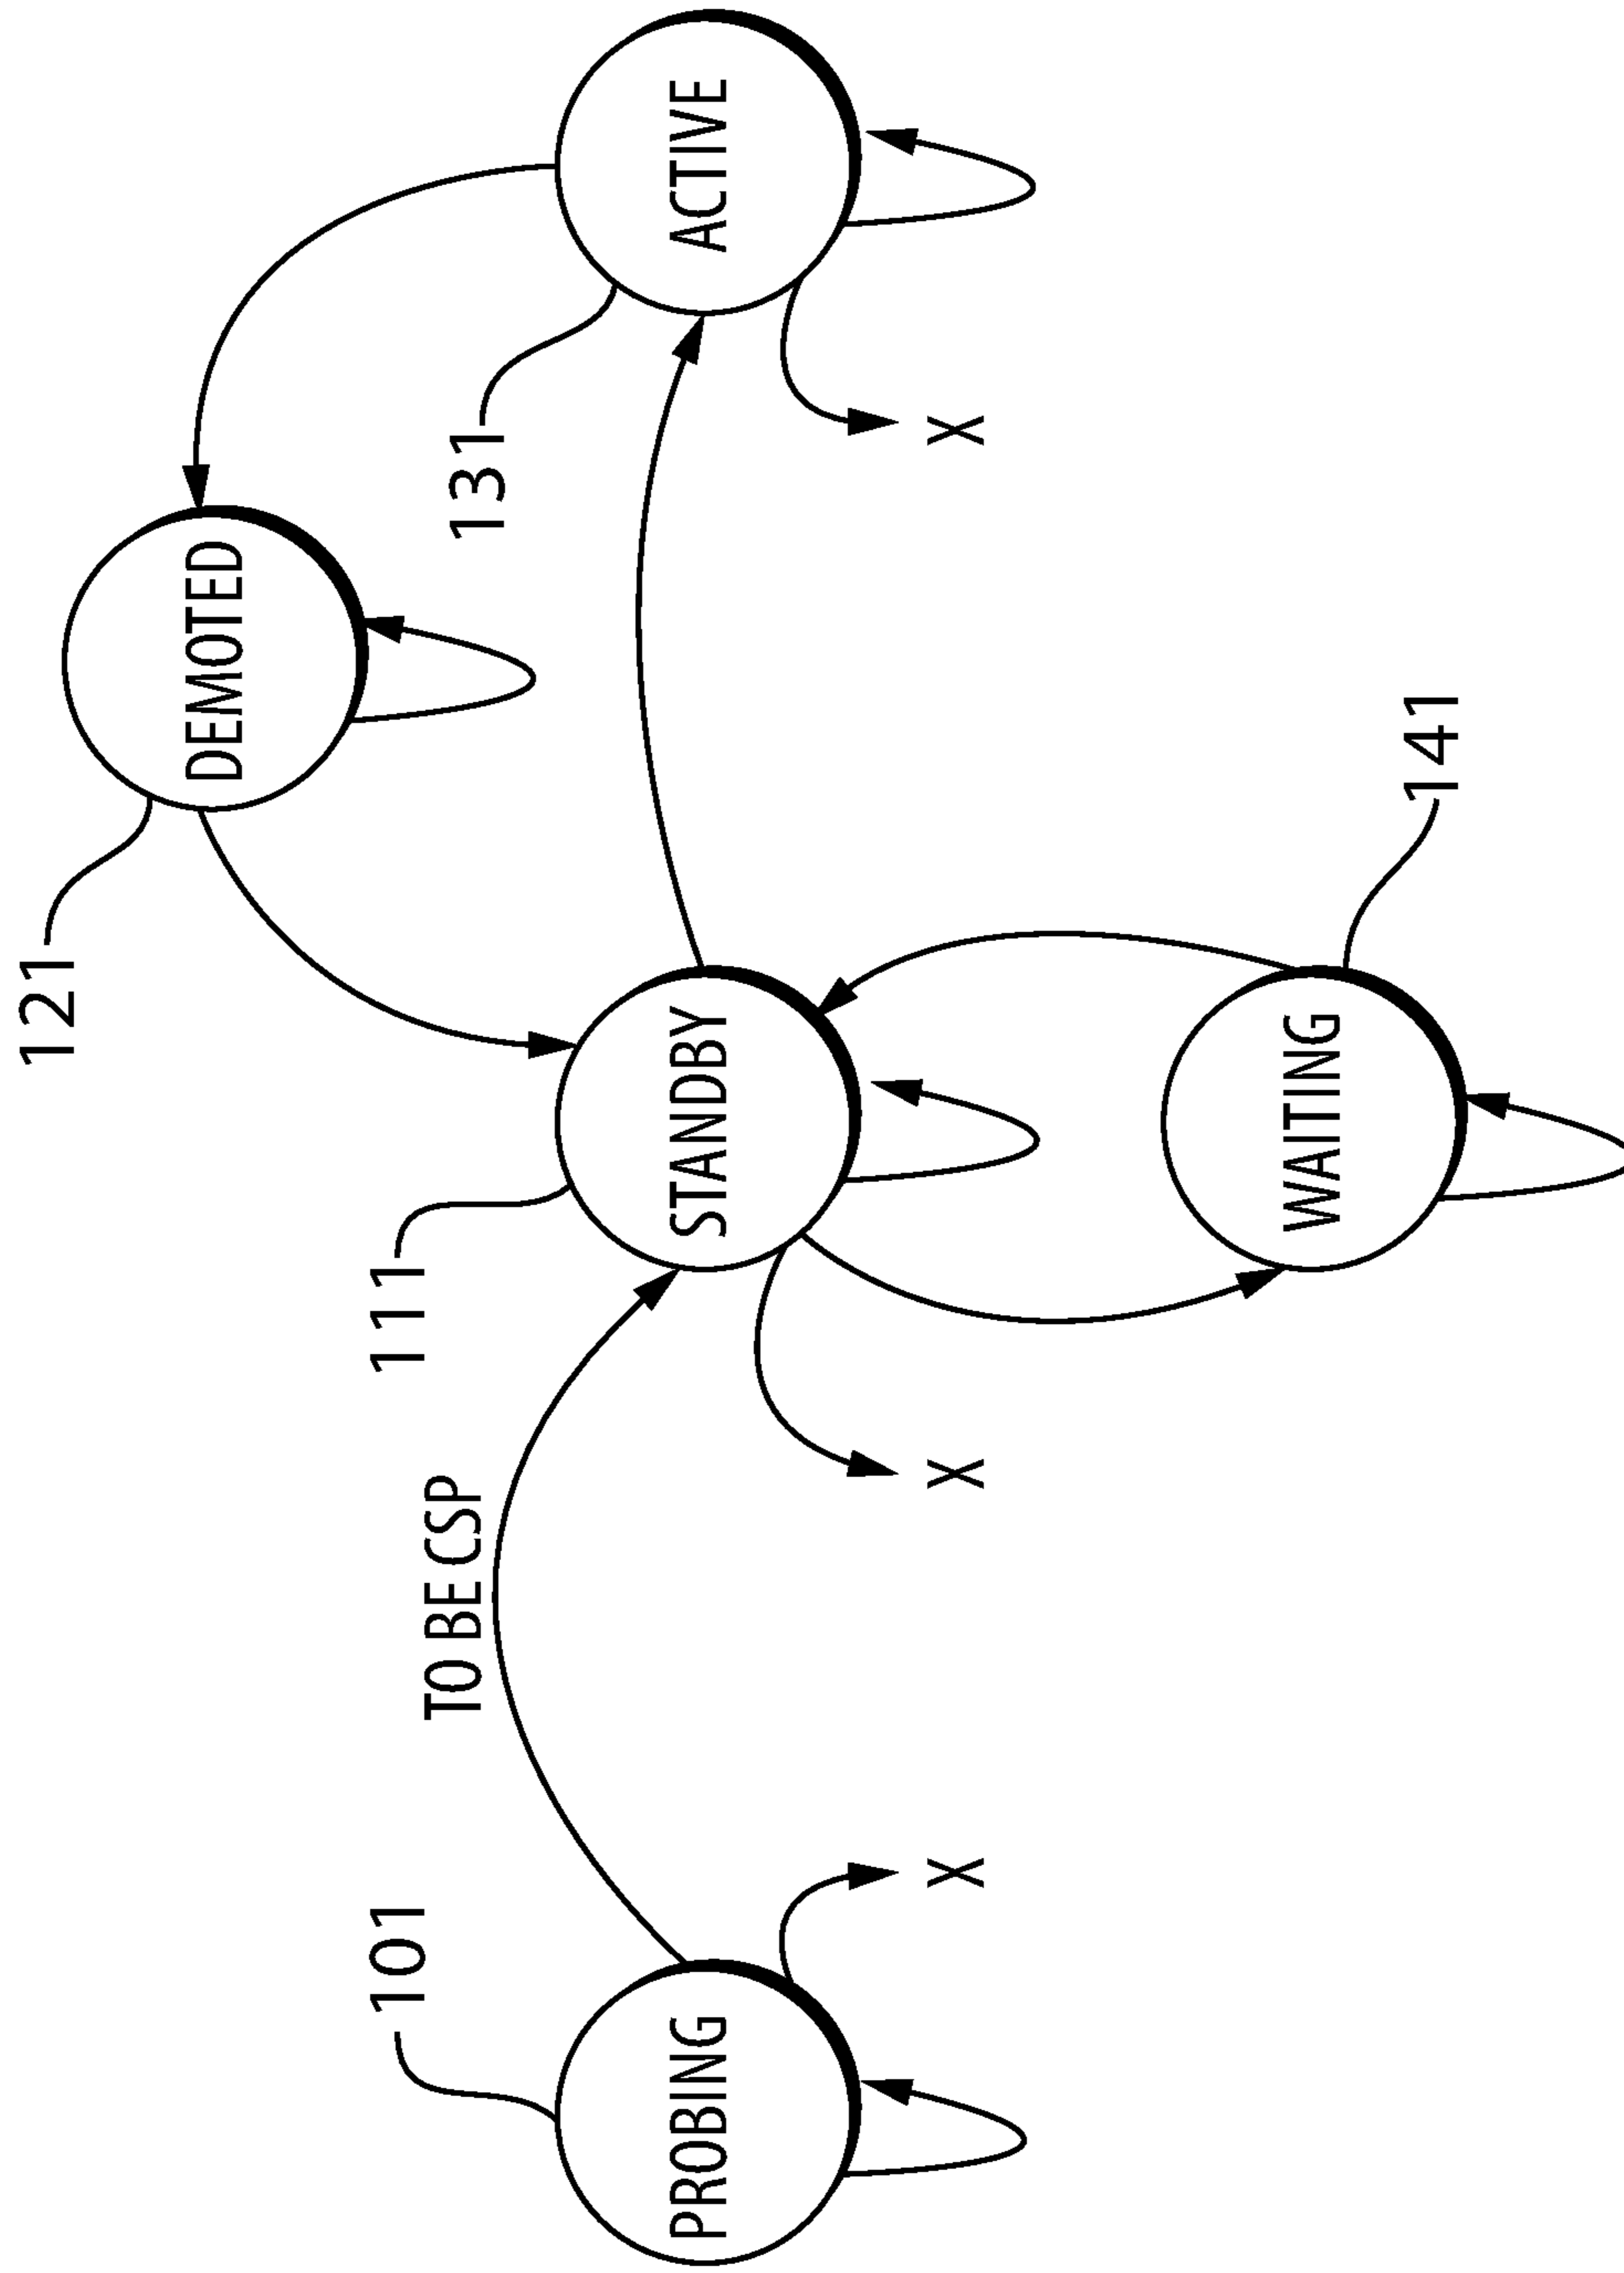 121
DEMOTED
101
TO BE CSP
111
131
PROBING
STANDBY
ACTIVE
X
X
X
WAITING
141